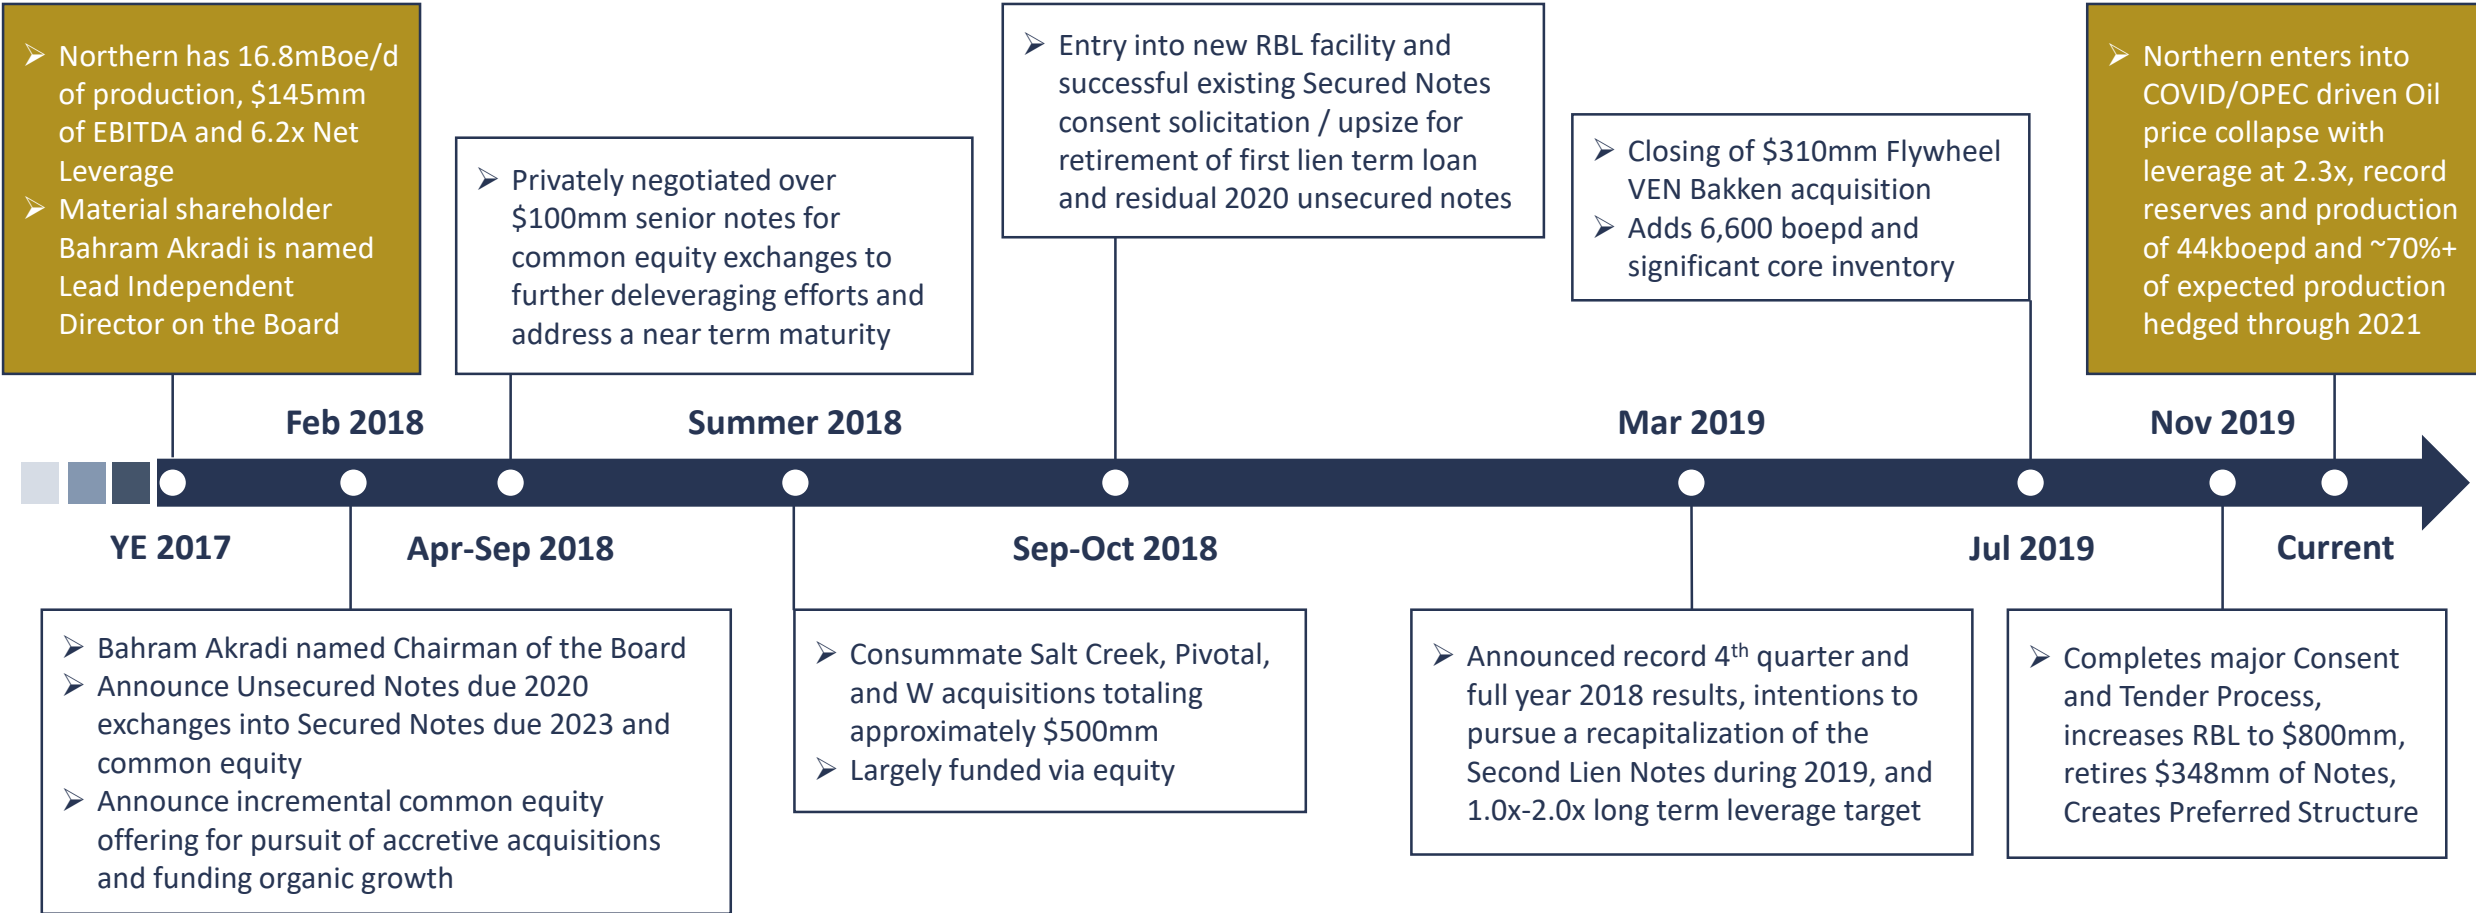 ➢ Northern has 16.8mBoe/d
of production, $145mm
of EBITDA and 6.2x Net
Leverage
➢ Material shareholder
Bahram Akradi is named
Lead Independent
Director on the Board
➢ Privately negotiated over
$100mm senior notes for
common equity exchanges to
further deleveraging efforts and
address a near term maturity
➢ Entry into new RBL facility and
successful existing Secured Notes
consent solicitation / upsize for
retirement of first lien term loan
and residual 2020 unsecured notes
➢ Closing of $310mm Flywheel
VEN Bakken acquisition
➢ Adds 6,600 boepd and
significant core inventory
➢ Northern enters into
COVID/OPEC driven Oil
price collapse with
leverage at 2.3x, record
reserves and production
of 44kboepd and ~70%+
of expected production
hedged through 2021
Feb 2018
Summer 2018
Mar 2019
Nov 2019
YE 2017
Apr-Sep 2018
Sep-Oct 2018
Jul 2019
Current
➢ Bahram Akradi named Chairman of the Board
➢ Announce Unsecured Notes due 2020
exchanges into Secured Notes due 2023 and
common equity
➢ Announce incremental common equity
offering for pursuit of accretive acquisitions
and funding organic growth
➢ Consummate Salt Creek, Pivotal,
and W acquisitions totaling
approximately $500mm
➢ Largely funded via equity
➢ Announced record 4th quarter and
full year 2018 results, intentions to
pursue a recapitalization of the
Second Lien Notes during 2019, and
1.0x-2.0x long term leverage target
➢ Completes major Consent
and Tender Process,
increases RBL to $800mm,
retires $348mm of Notes,
Creates Preferred Structure